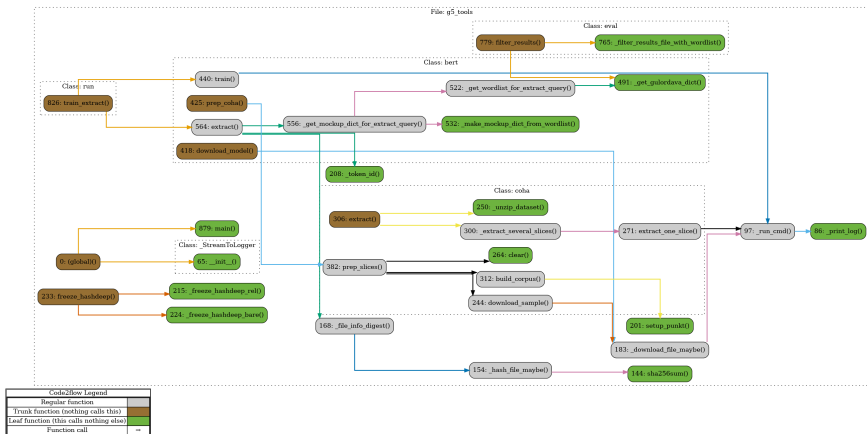 File: g5_tools
Class: eval
779: filter_results()
765: _filter_results_file_with_wordlist()
Class: bert
440: train()
522: _get_wordlist_for_extract_query()
491: _get_gulordava_dict()
Class: run
826: train_extract()
425: prep_coha()
564: extract()
556: _get_mockup_dict_for_extract_query()
532: _make_mockup_dict_from_wordlist()
418: download_model()
208: _token_id()
Class: coha
306: extract()
250: _unzip_dataset()
300: _extract_several_slices()
271: extract_one_slice()
97: _run_cmd()
86: _print_log()
879: main()
Class: _StreamToLogger
0: (global)()
65: __init__()
382: prep_slices()
264: clear()
312: build_corpus()
244: download_sample()
233: freeze_hashdeep()
215: _freeze_hashdeep_rel()
224: _freeze_hashdeep_bare()
168: _file_info_digest()
201: setup_punkt()
183: _download_file_maybe()
154: _hash_file_maybe()
144: sha256sum()
Code2flow Legend
Regular function
Trunk function (nothing calls this)
Leaf function (this calls nothing else)
Function call →